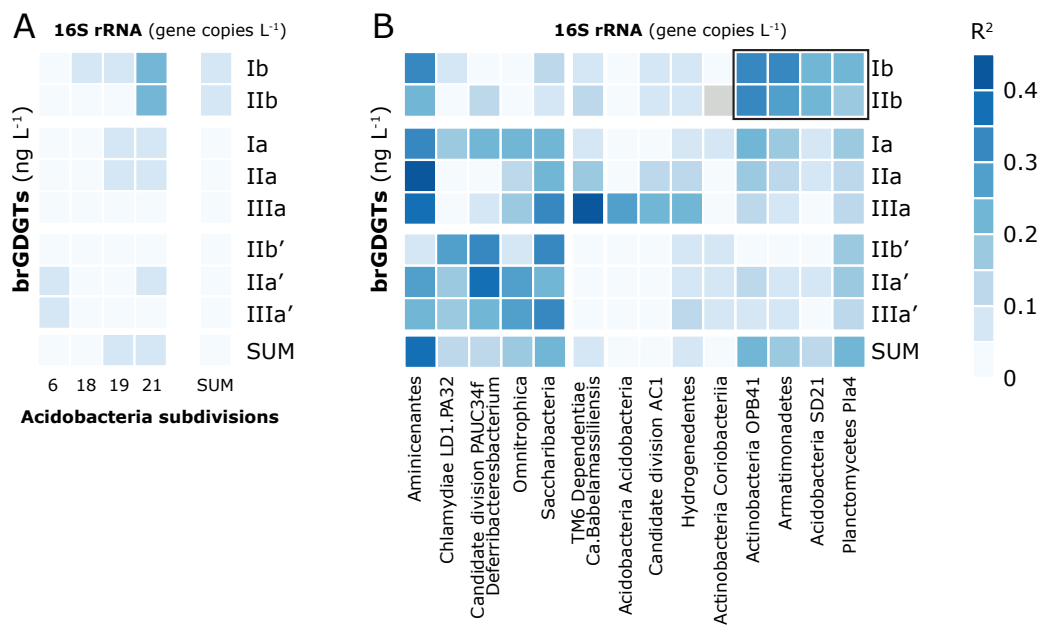 A
16S rRNA (gene copies L⁻¹)
brGDGTs (ng L⁻¹)
Ib
IIb
Ia
IIa
IIIa
IIb′
IIa′
IIIa′
SUM
6 18 19 21 SUM
Acidobacteria subdivisions
B
16S rRNA (gene copies L⁻¹)
brGDGTs (ng L⁻¹)
Ib
IIb
Ia
IIa
IIIa
IIb′
IIa′
IIIa′
SUM
Aminicenantes
Chlamydiae LD1.PA32
Candidate division PAUC34f
Deferribacteresbacterium
Omnitrophica
Saccharibacteria
TM6 Dependentiae
Ca.Babelamassiliensis
Acidobacteria Acidobacteria
Candidate division AC1
Hydrogenedentes
Actinobacteria Coriobacteriia
Actinobacteria OPB41
Armatimonadetes
Acidobacteria SD21
Planctomycetes Pla4
R²
0.4
0.3
0.2
0.1
0